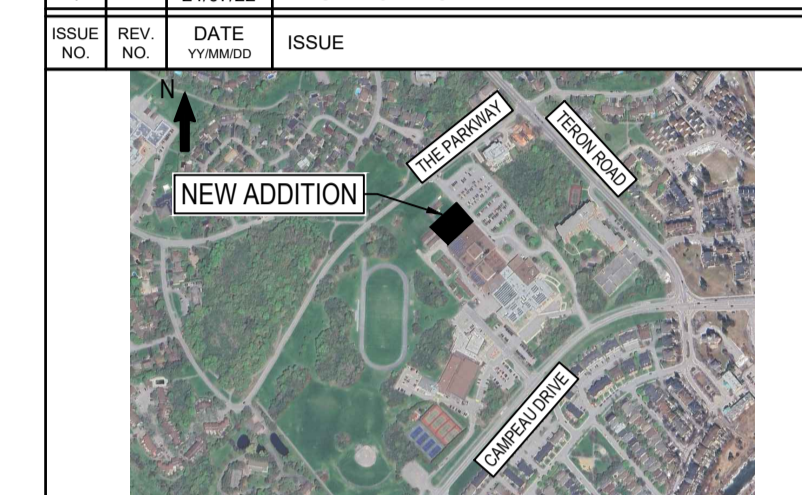 ISSUE NO.
REV. NO.
DATE YY/MM/DD
ISSUE
N
THE PARKWAY
TERON ROAD
NEW ADDITION
CAMPEAU DRIVE